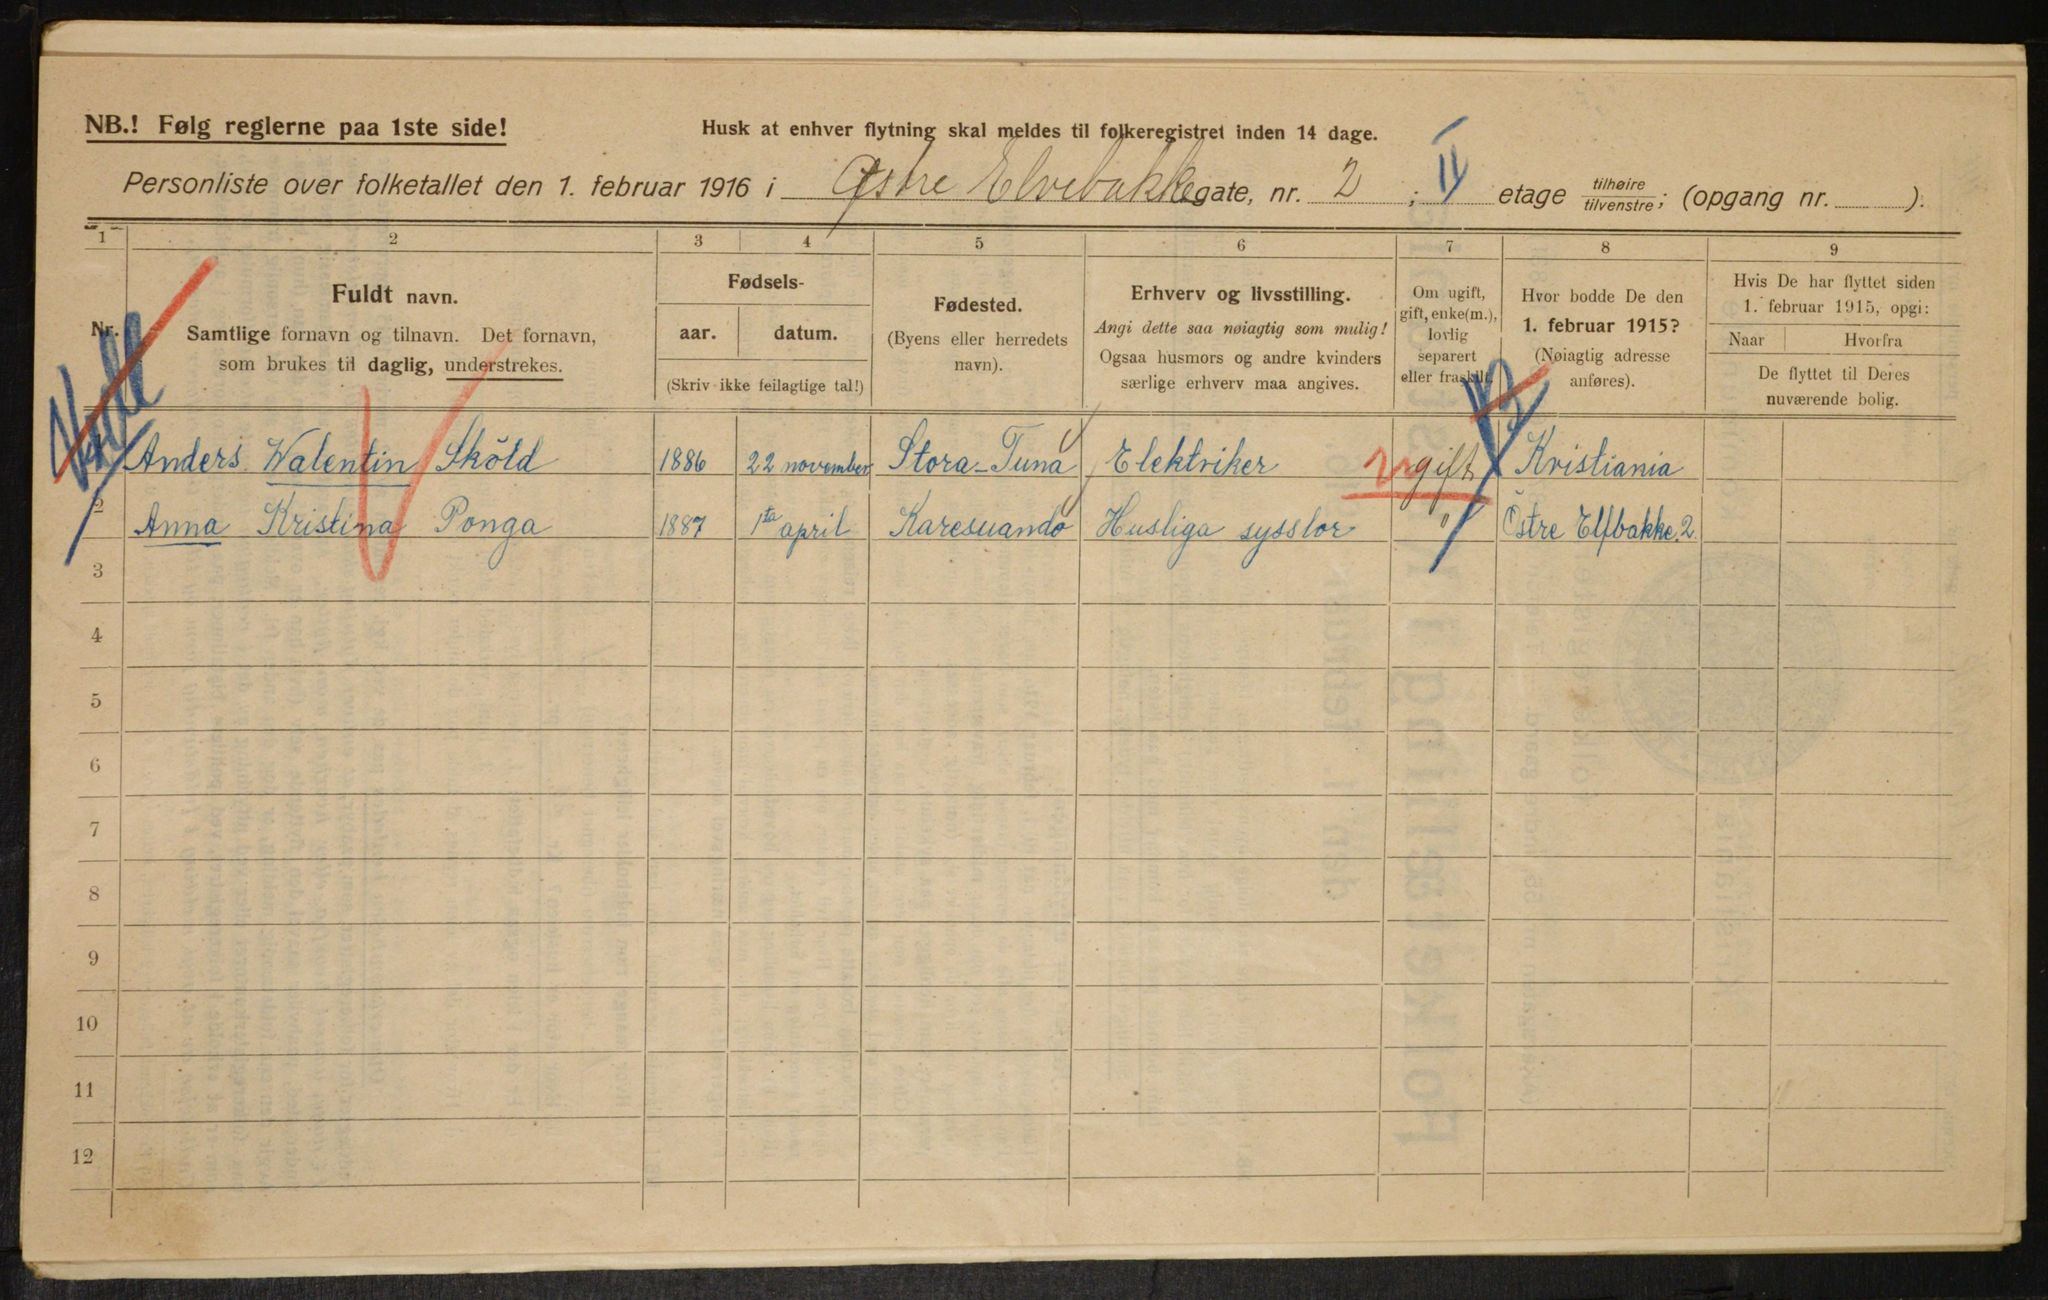 NB.! Følg reglerne paa 1ste side!
Husk at enhver flytning skal meldes til folkeregistret inden 14 dage.
Personliste over folketallet den 1. februar 1916 i Østre Elvebakkegate, nr. 2 ; II etage tilhøire tilvenstre; (opgang nr. ).
1 2 3 4 5 6 7 8 9
Nr.
Fuldt navn.
Samtlige fornavn og tilnavn. Det fornavn,
som brukes til daglig, understrekes.
Fødsels-
aar. datum.
(Skriv ikke feilagtige tal!)
Fødested.
(Byens eller herredets
navn).
Erhverv og livsstilling.
Angi dette saa nøiagtig som mulig!
Ogsaa husmors og andre kvinders
særlige erhverv maa angives.
Om ugift,
gift, enke(m.),
lovlig
separert
eller fraskilt.
Hvor bodde De den
1. februar 1915?
(Nøiagtig adresse
anføres).
Hvis De har flyttet siden
1. februar 1915, opgi:
Naar Hvorfra
De flyttet til Deres
nuværende bolig.
Anders Walentin Sköld 1886 22 november Stora-Tuna Elektriker gift Kristiania
2 Anna Kristina Ponga 1887 1sta april Karesuando Husliga sysslor " Östre Elfbakke. 2
3
4
5
6
7
8
9
10
11
12